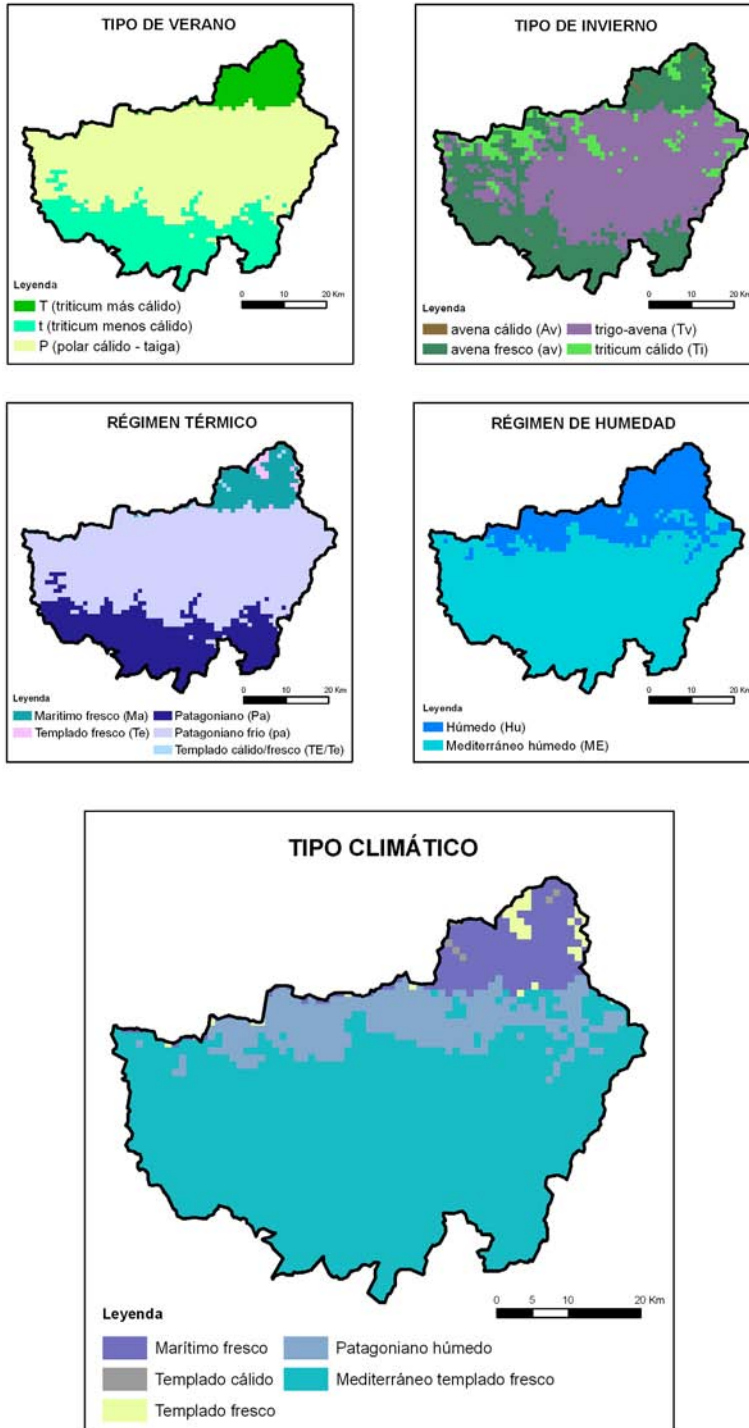 TIPO DE VERANO
Leyenda
0 10 20 Km
T (triticum más cálido)
t (triticum menos cálido)
P (polar cálido - taiga)
TIPO DE INVIERNO
0 10 20 Km
Leyenda
avena cálido (Av) trigo-avena (Tv)
avena fresco (av) triticum cálido (Ti)
RÉGIMEN TÉRMICO
Leyenda
0 10 20 Km
Marítimo fresco (Ma) Patagoniano (Pa)
Templado fresco (Te) Patagoniano frío (pa)
Templado cálido/fresco (TE/Te)
RÉGIMEN DE HUMEDAD
0 10 20 Km
Leyenda
Húmedo (Hu)
Mediterráneo húmedo (ME)
TIPO CLIMÁTICO
0 5 10 20 Km
Leyenda
Marítimo fresco Patagoniano húmedo
Templado cálido Mediterráneo templado fresco
Templado fresco